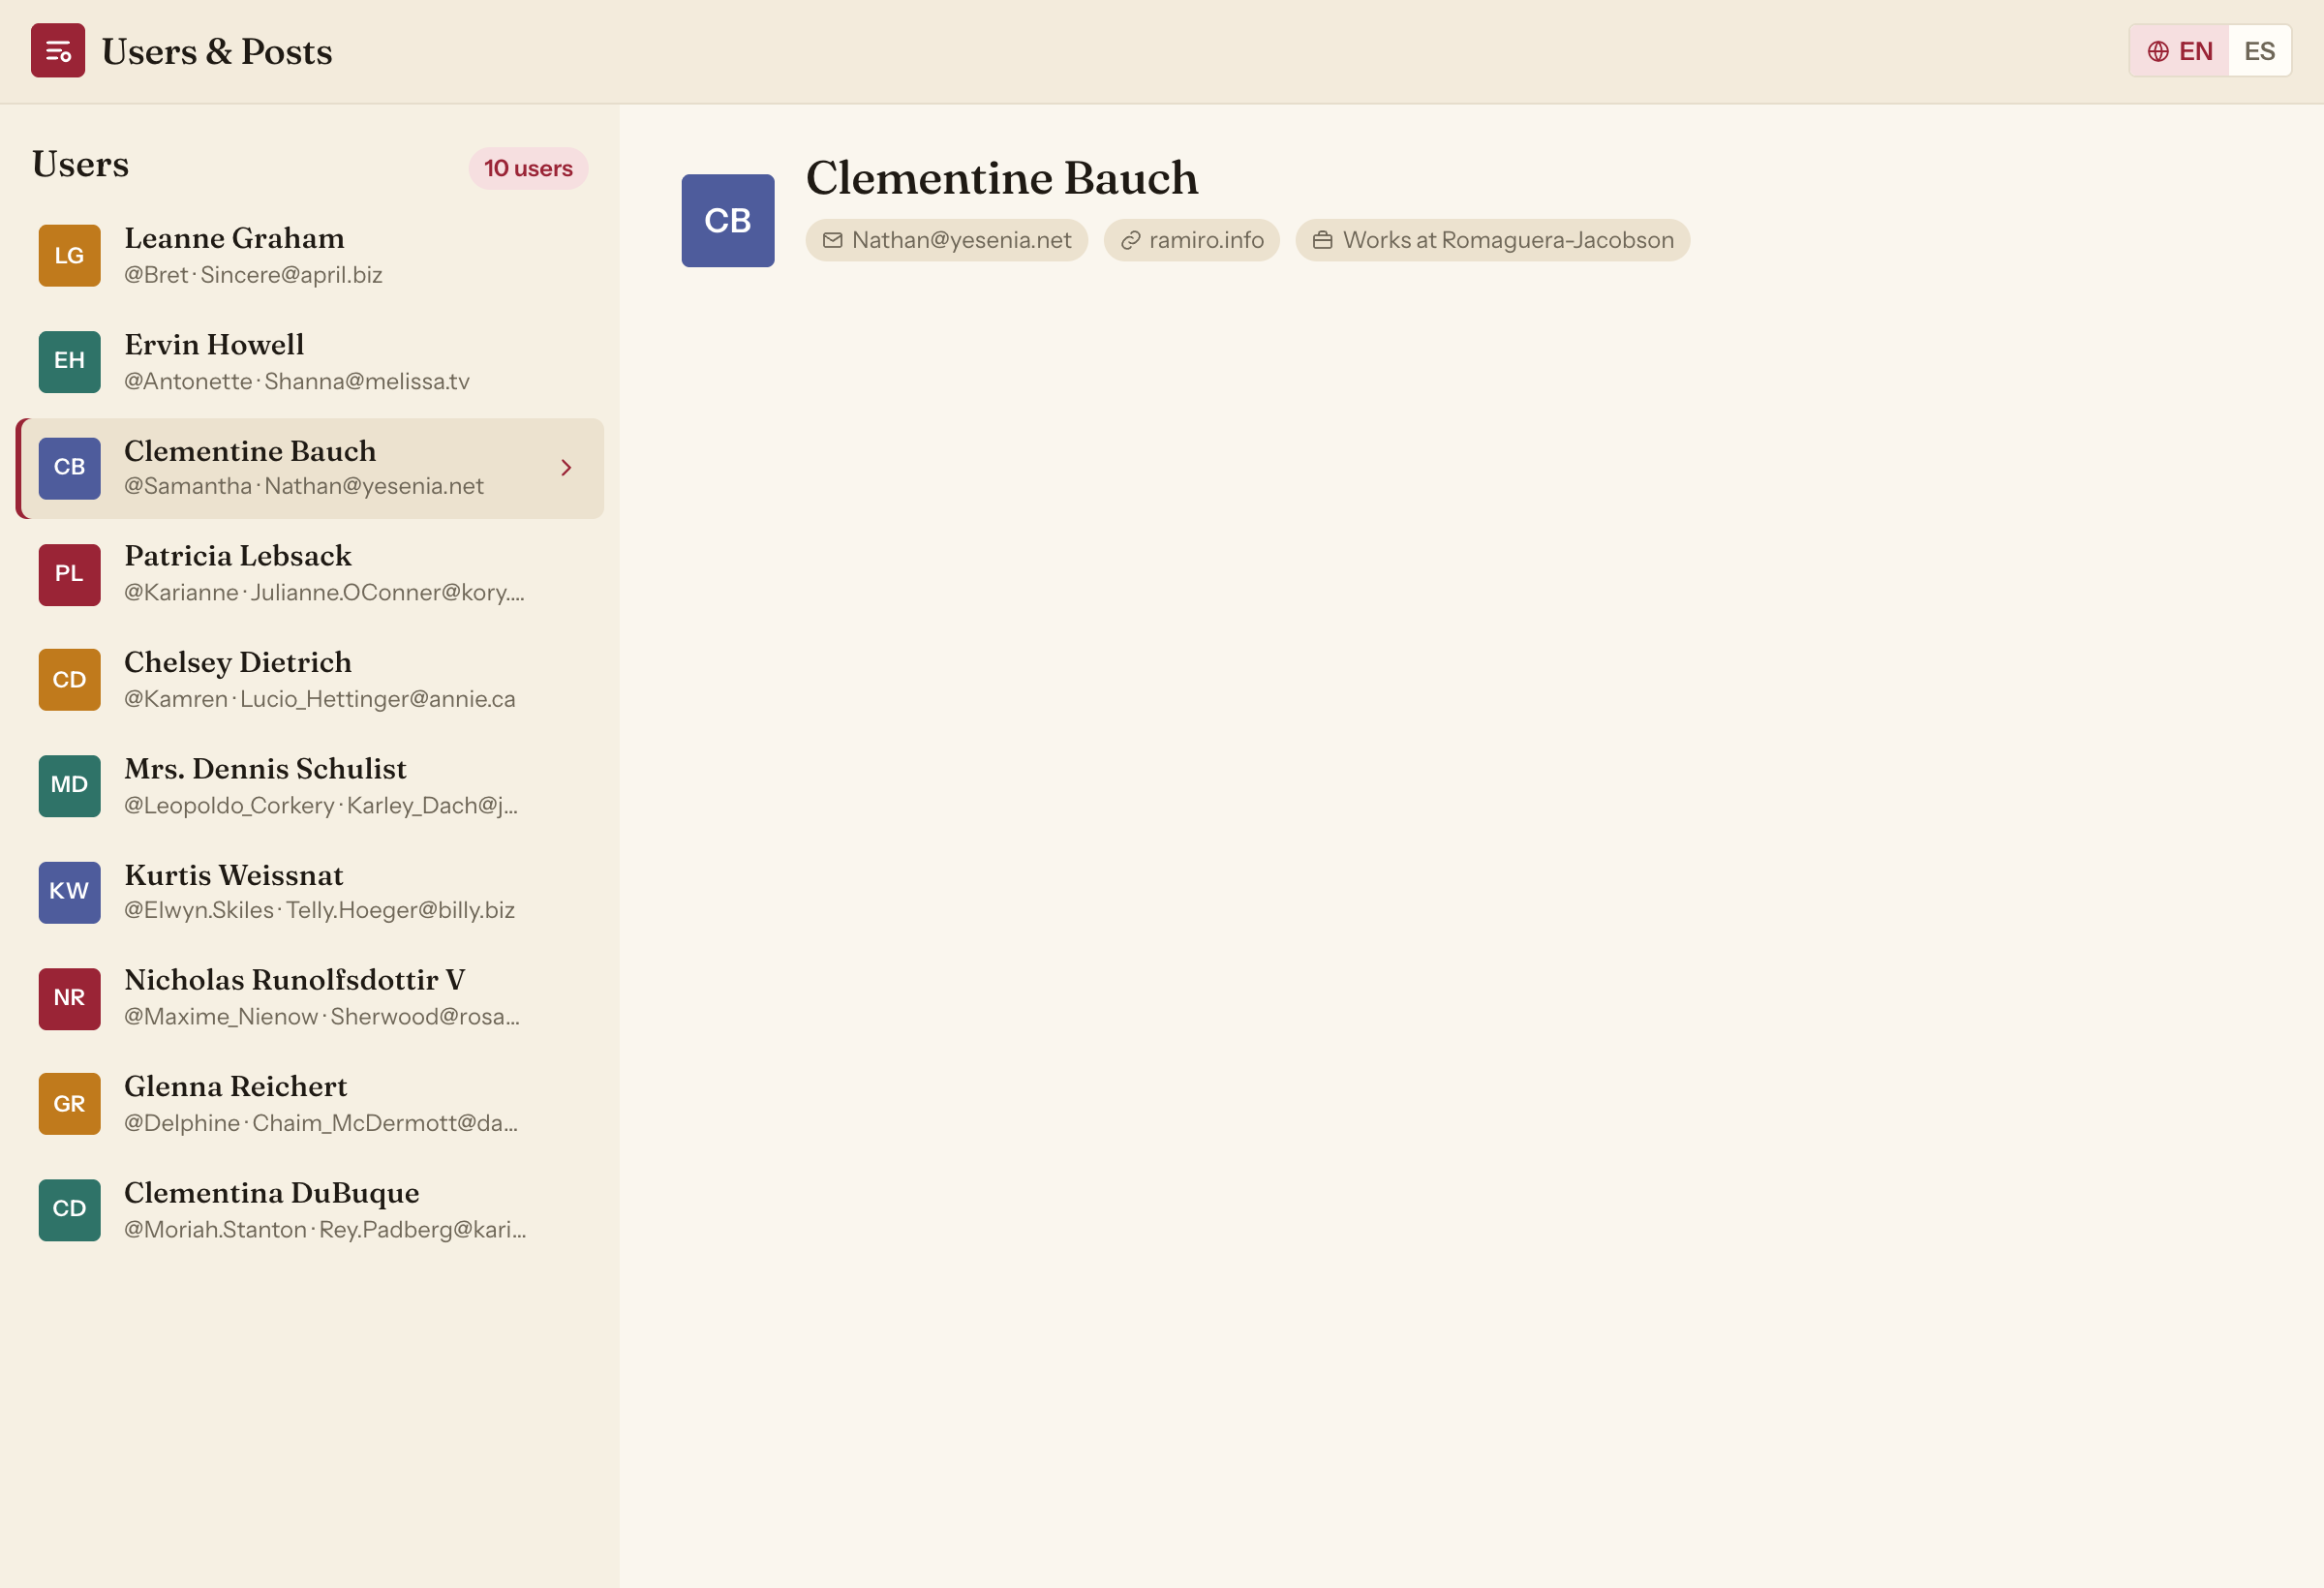 Users & Posts
EN ES
Users
10 users
LG
Leanne Graham
@Bret · Sincere@april.biz
EH
Ervin Howell
@Antonette · Shanna@melissa.tv
CB
Clementine Bauch
@Samantha · Nathan@yesenia.net
PL
Patricia Lebsack
@Karianne · Julianne.OConner@kory....
CD
Chelsey Dietrich
@Kamren · Lucio_Hettinger@annie.ca
MD
Mrs. Dennis Schulist
@Leopoldo_Corkery · Karley_Dach@j...
KW
Kurtis Weissnat
@Elwyn.Skiles · Telly.Hoeger@billy.biz
NR
Nicholas Runolfsdottir V
@Maxime_Nienow · Sherwood@rosa...
GR
Glenna Reichert
@Delphine · Chaim_McDermott@da...
CD
Clementina DuBuque
@Moriah.Stanton · Rey.Padberg@kari...
CB
Clementine Bauch
Nathan@yesenia.net ramiro.info Works at Romaguera-Jacobson